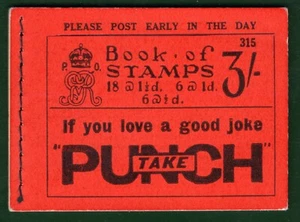 PLEASE POST EARLY IN THE DAY
315
P. O.
Book of
STAMPS 3/-
18 @ 1½d. 6 @ 1d.
6 @ ½d.
If you love a good joke
TAKE
"PUNCH"